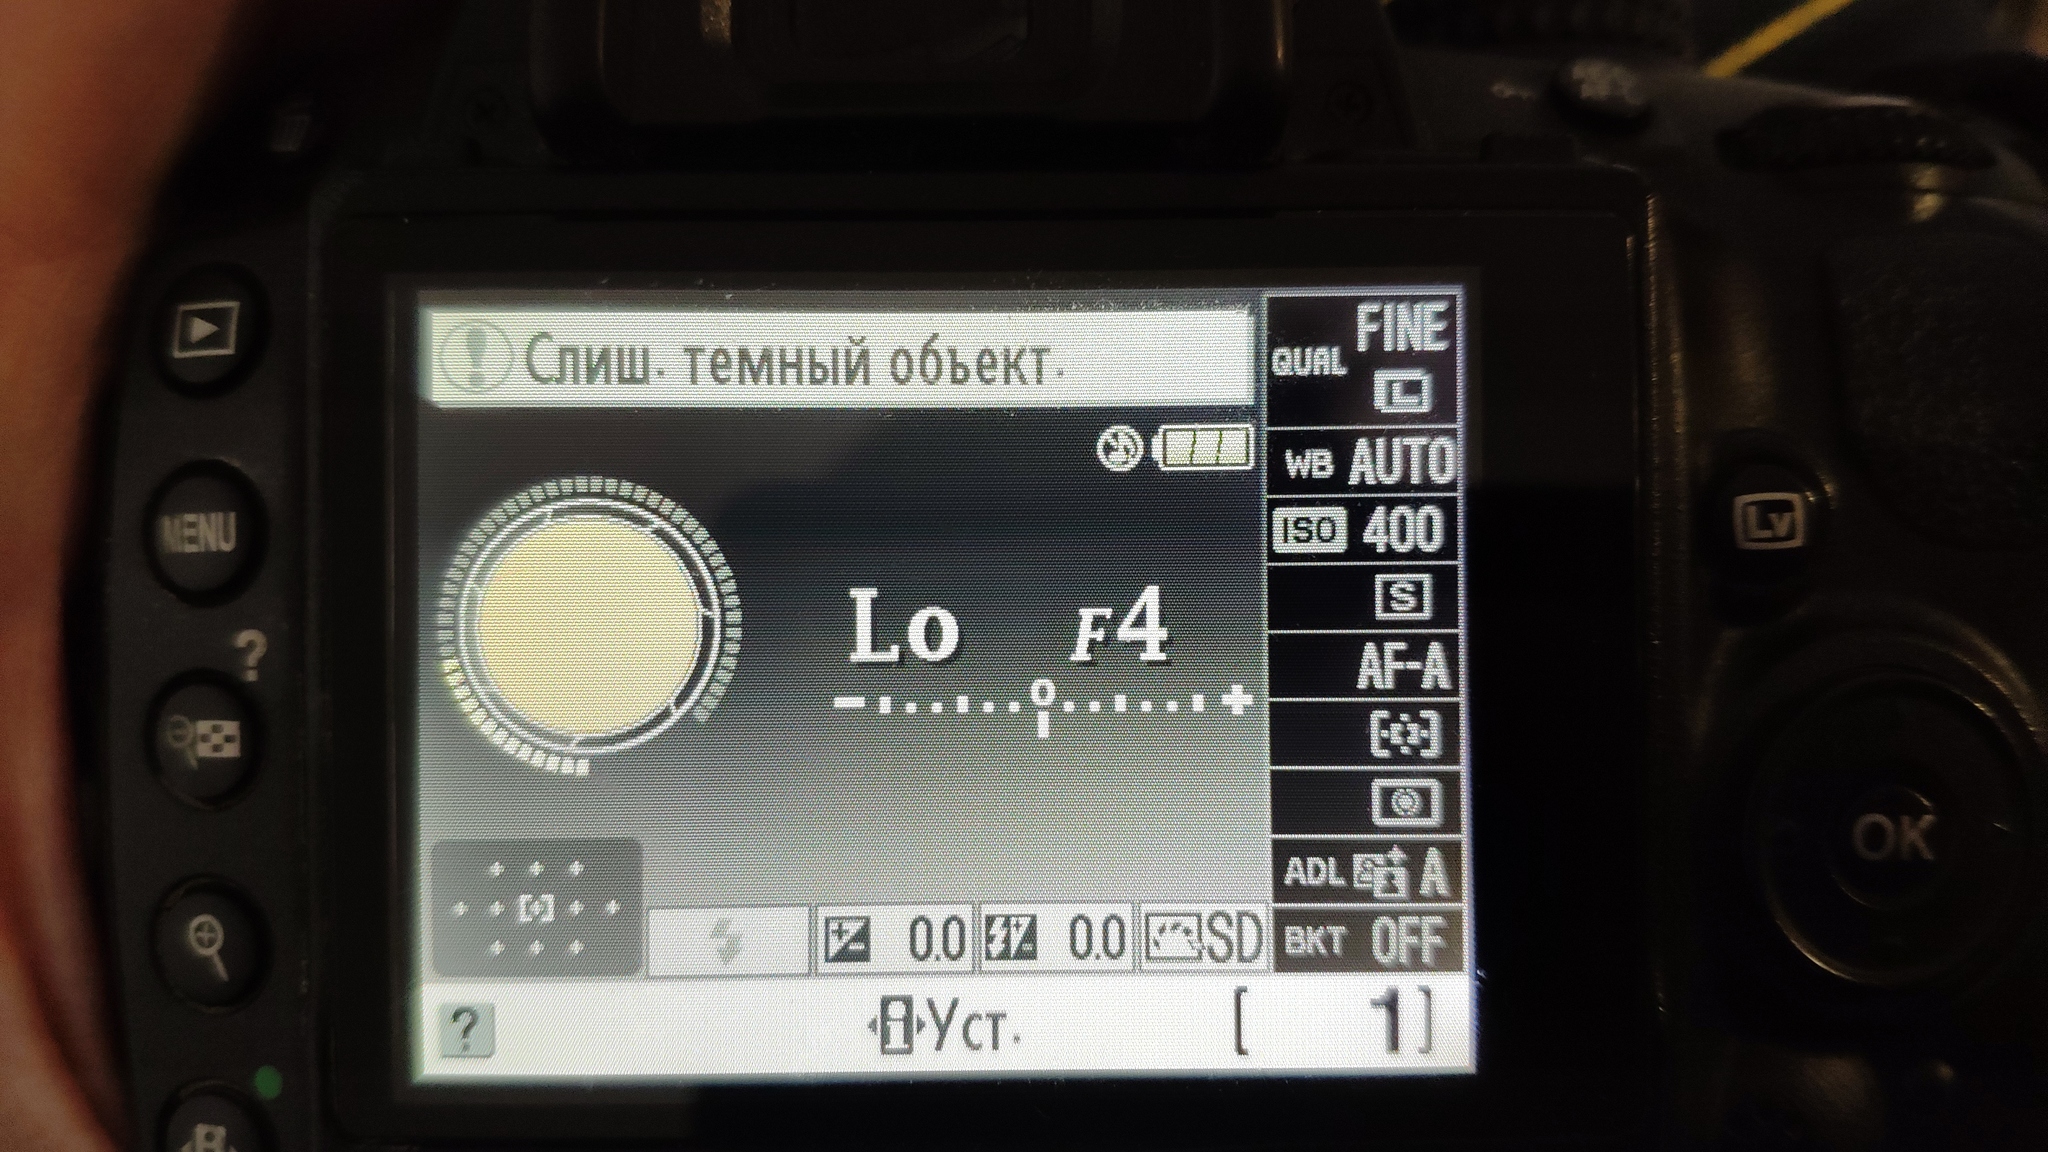 Слиш. темный объект.
QUAL FINE
L
WB AUTO
ISO 400
S
Lo F4
- 0 +
AF-A
ADL A
0.0 0.0 SD
BKT OFF
? Уст. [ 1]
MENU
?
Lv
OK